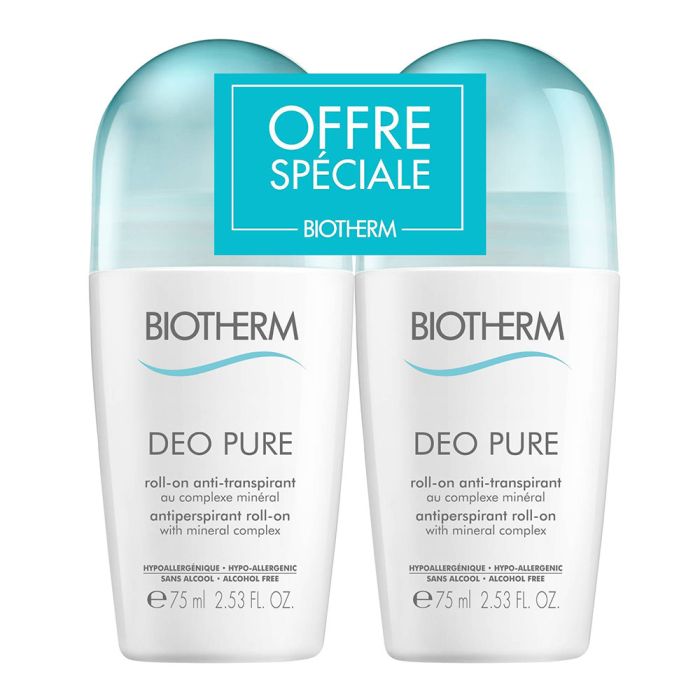 OFFRE
SPÉCIALE
BIOTHERM
BIOTHERM
DEO PURE
roll-on anti-transpirant
au complexe minéral
antiperspirant roll-on
with mineral complex
HYPOALLERGÉNIQUE • HYPO-ALLERGENIC
SANS ALCOOL • ALCOHOL FREE
e 75 ml 2.53 FL. OZ.
BIOTHERM
DEO PURE
roll-on anti-transpirant
au complexe minéral
antiperspirant roll-on
with mineral complex
HYPOALLERGÉNIQUE • HYPO-ALLERGENIC
SANS ALCOOL • ALCOHOL FREE
e 75 ml 2.53 FL. OZ.